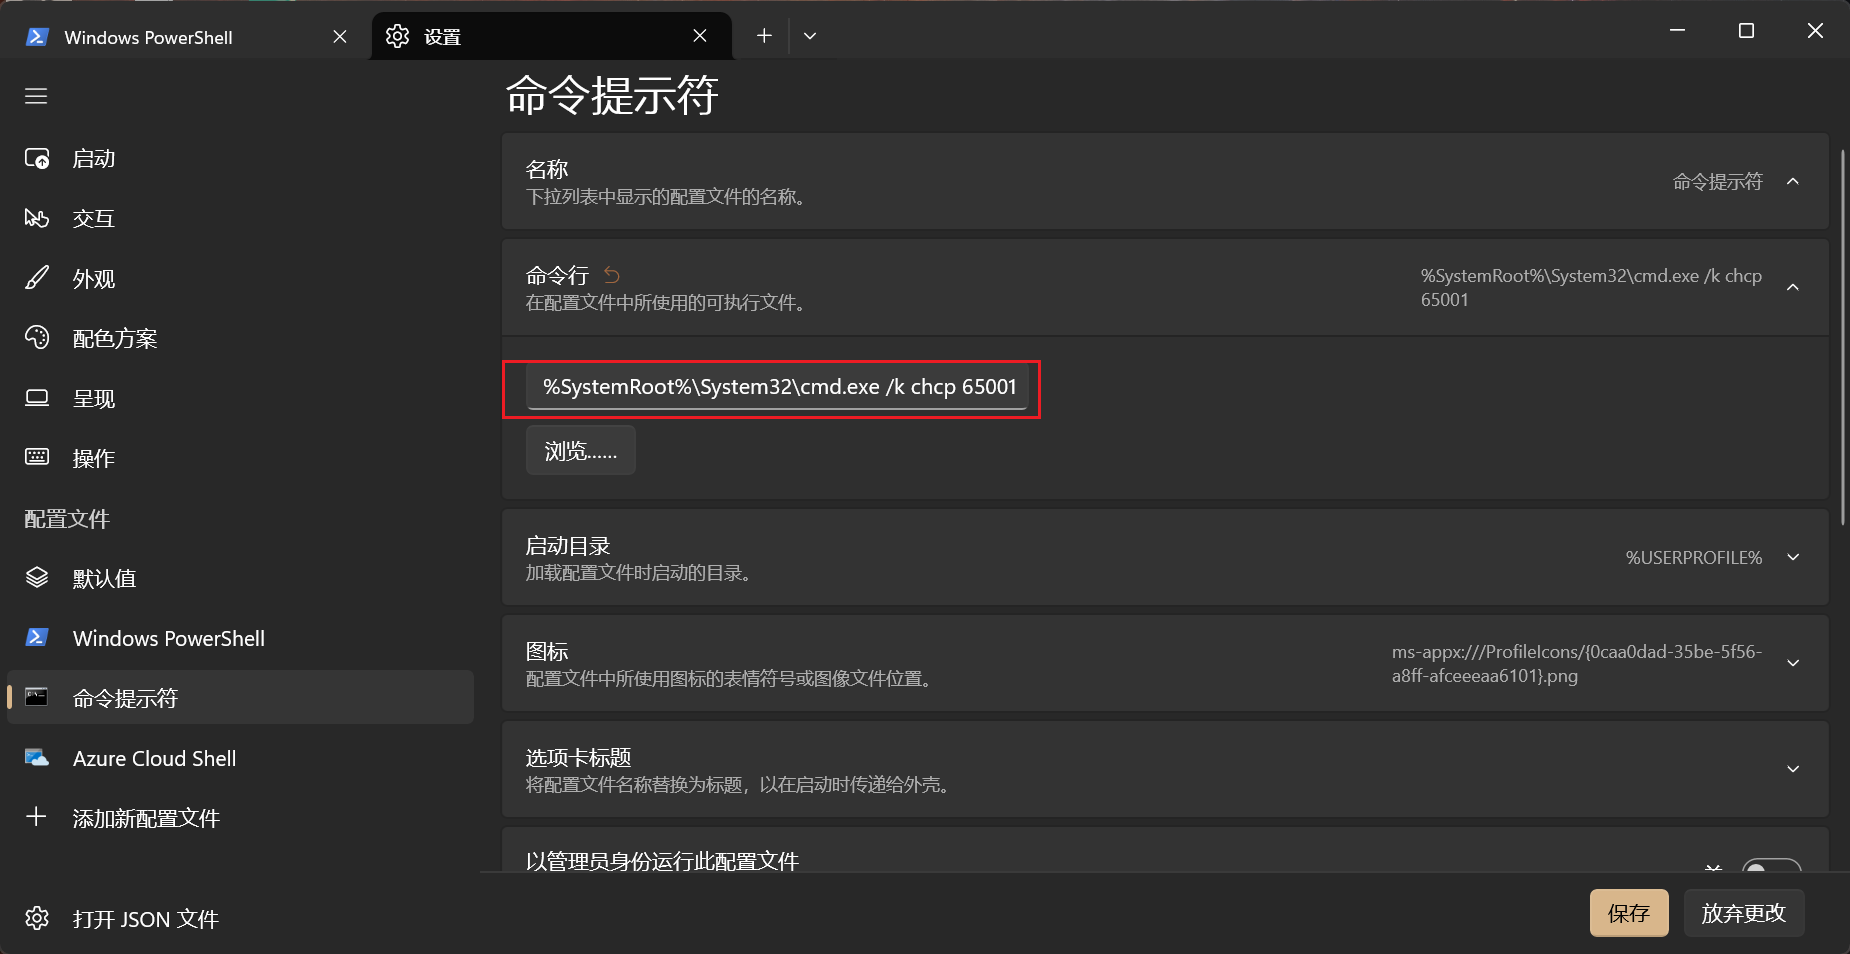 Windows PowerShell
设置
命令提示符
启动
交互
外观
配色方案
呈现
操作
配置文件
默认值
Windows PowerShell
命令提示符
Azure Cloud Shell
添加新配置文件
打开 JSON 文件
名称
下拉列表中显示的配置文件的名称。
命令提示符
命令行
在配置文件中所使用的可执行文件。
%SystemRoot%\System32\cmd.exe /k chcp
65001
%SystemRoot%\System32\cmd.exe /k chcp 65001
浏览......
启动目录
加载配置文件时启动的目录。
%USERPROFILE%
图标
配置文件中所使用图标的表情符号或图像文件位置。
ms-appx:///ProfileIcons/{0caa0dad-35be-5f56-
a8ff-afceeeaa6101}.png
选项卡标题
将配置文件名称替换为标题，以在启动时传递给外壳。
以管理员身份运行此配置文件
保存
放弃更改